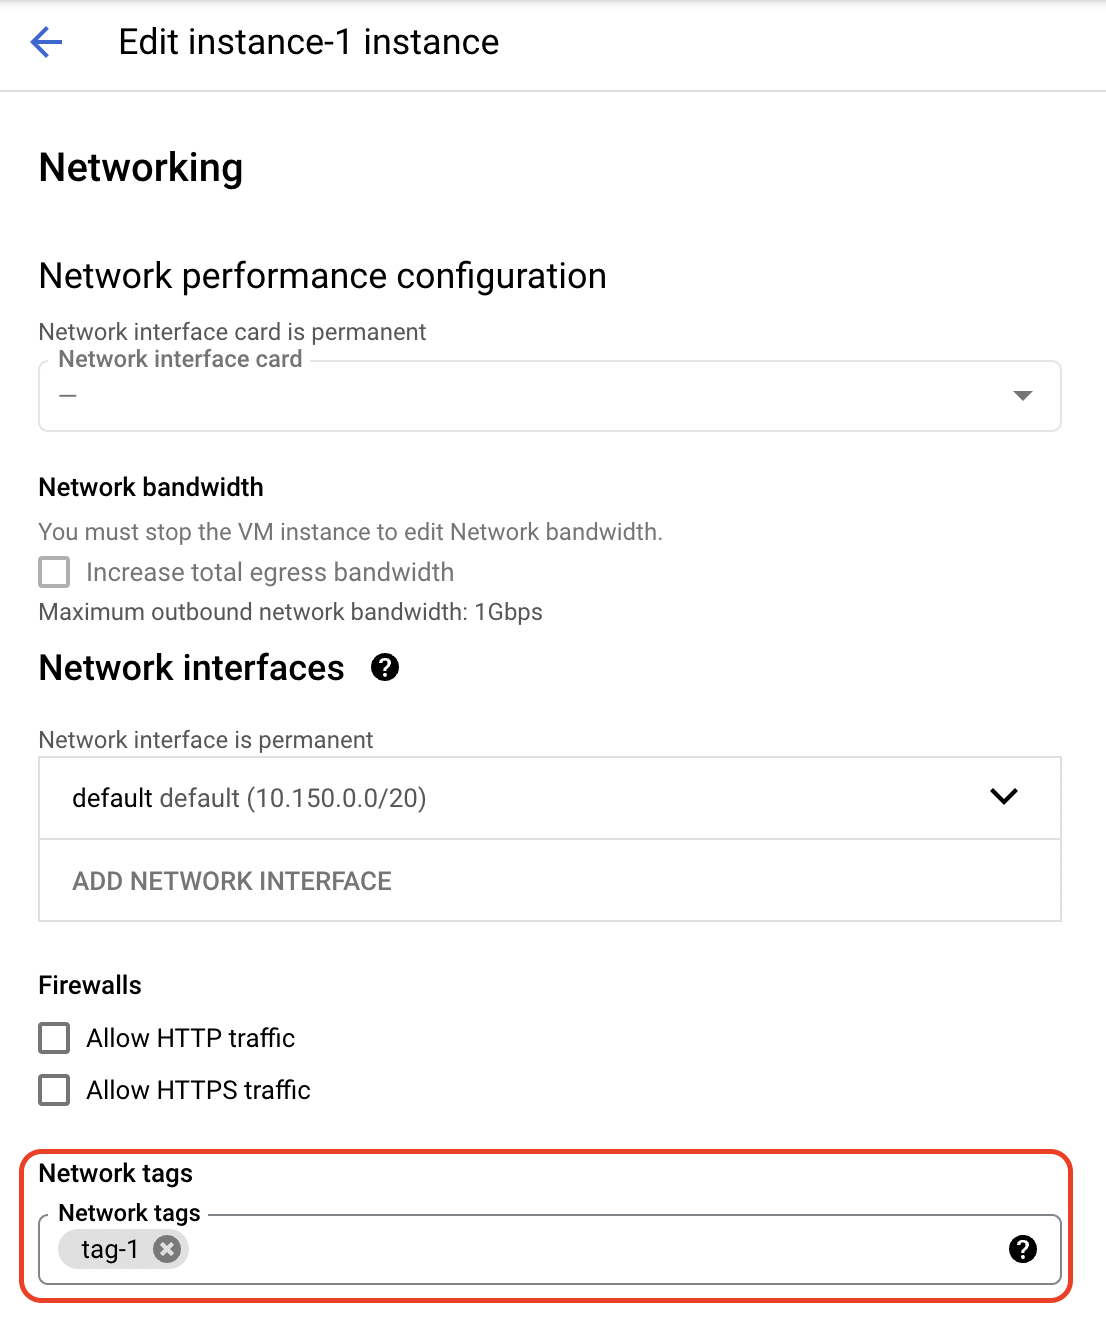 Edit instance-1 instance
Networking
Network performance configuration
Network interface card is permanent
Network interface card
—
Network bandwidth
You must stop the VM instance to edit Network bandwidth.
Increase total egress bandwidth
Maximum outbound network bandwidth: 1Gbps
Network interfaces ?
Network interface is permanent
default default (10.150.0.0/20)
ADD NETWORK INTERFACE
Firewalls
Allow HTTP traffic
Allow HTTPS traffic
Network tags
Network tags
tag-1 ?